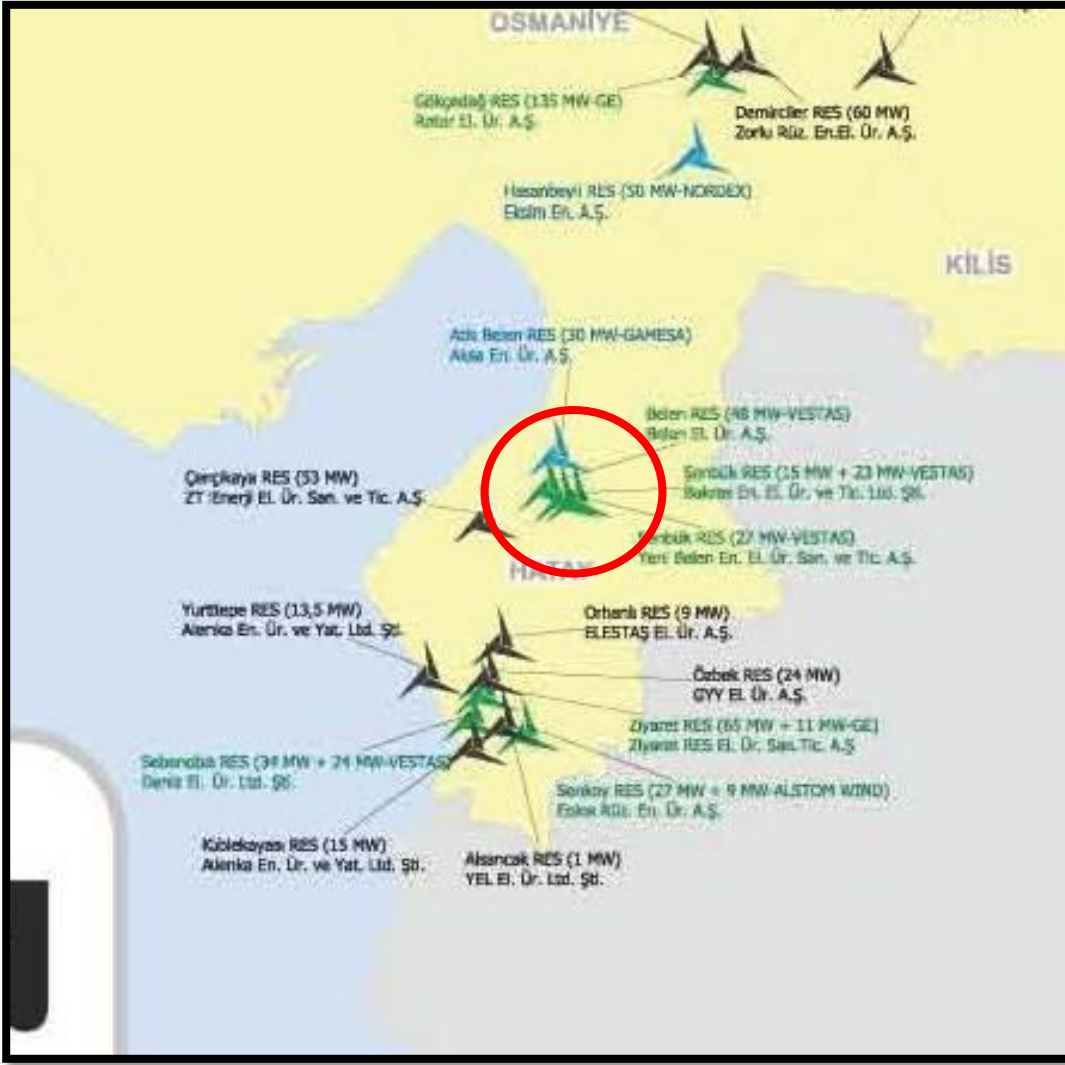 OSMANİYE
Gökçedağ RES (135 MW-GE)
Rotor El. Ür. A.Ş.
Demirciler RES (60 MW)
Zorlu Rüz. En.El. Ür. A.Ş.
Hasanbeyli RES (50 MW-NORDEX)
Eksim En. A.Ş.
KİLİS
Atik Belen RES (30 MW-GAMESA)
Aksa En. Ür. A.Ş.
Belen RES (48 MW-VESTAS)
Belen El. Ür. A.Ş.
Çerçikaya RES (53 MW)
ZT Enerji El. Ür. San. ve Tic. A.Ş.
Şenbük RES (15 MW + 23 MW-VESTAS)
Bakras En. El. Ür. ve Tic. Ltd. Şti.
Şenbük RES (27 MW-VESTAS)
Yeni Belen En. El. Ür. San. ve Tic. A.Ş.
HATAY
Yurttepe RES (13,5 MW)
Alenka En. Ür. ve Yat. Ltd. Şti.
Orhanlı RES (9 MW)
ELESTAŞ El. Ür. A.Ş.
Özbek RES (24 MW)
GYY El. Ür. A.Ş.
Ziyaret RES (65 MW + 11 MW-GE)
Ziyaret RES El. Ür. San.Tic. A.Ş
Sebenoba RES (34 MW + 24 MW-VESTAS)
Deniz El. Ür. Ltd. Şti.
Şenköy RES (27 MW + 9 MW-ALSTOM WIND)
Eolos Rüz. En. Ür. A.Ş.
Kıblekayası RES (15 MW)
Alenka En. Ür. ve Yat. Ltd. Şti.
Alsancak RES (1 MW)
YEL El. Ür. Ltd. Şti.